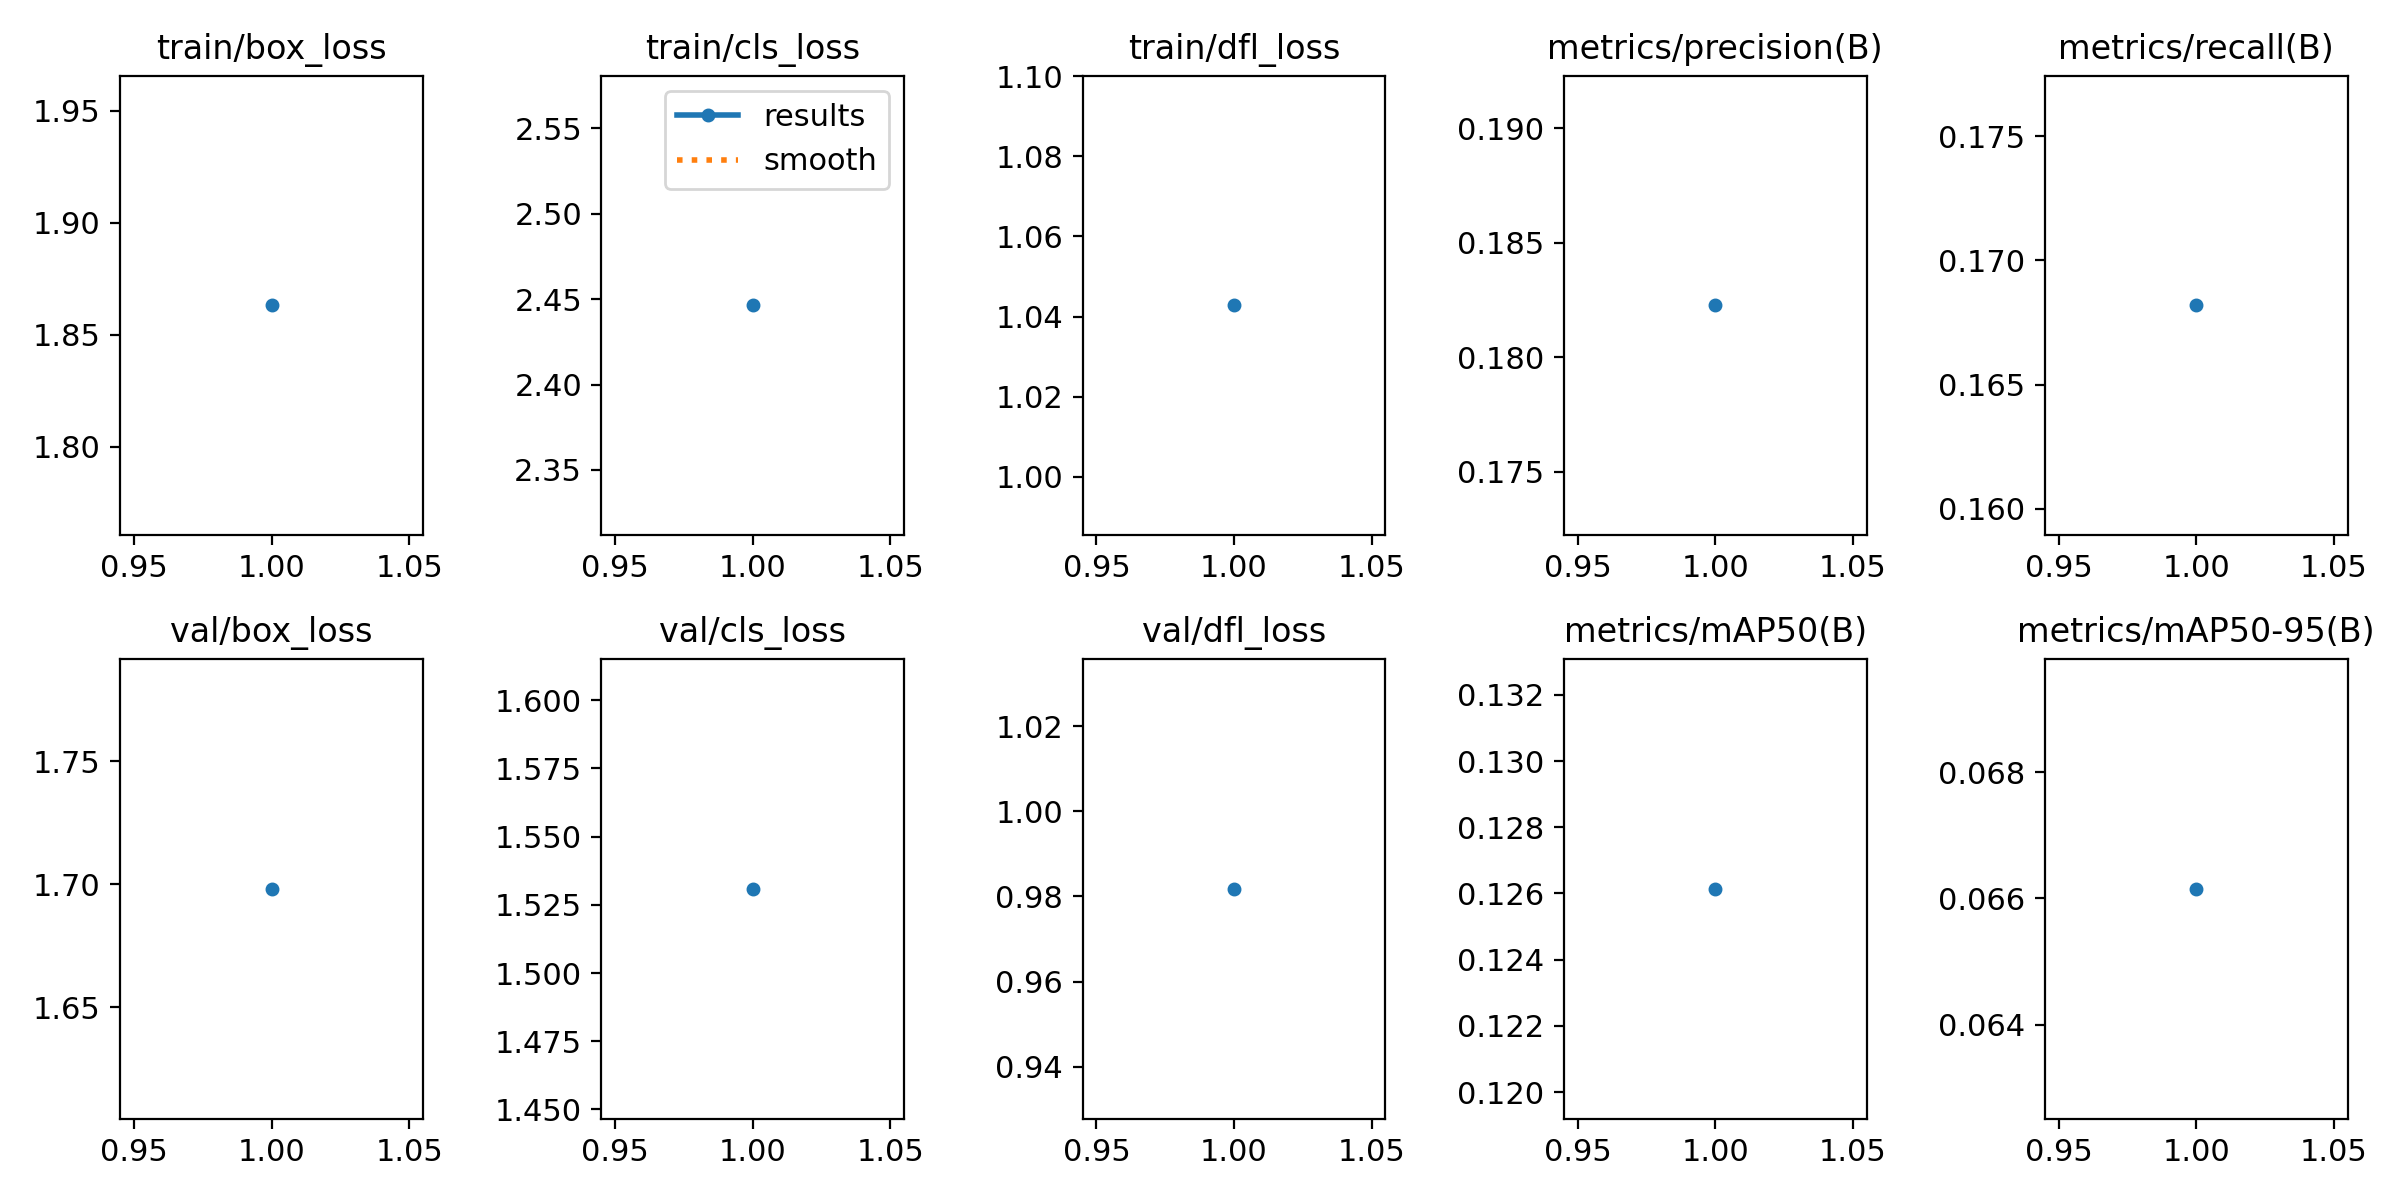 train/box_loss
1.95
1.90
1.85
1.80
0.95 1.00 1.05
train/cls_loss
results
smooth
2.55
2.50
2.45
2.40
2.35
0.95 1.00 1.05
train/dfl_loss
1.10
1.08
1.06
1.04
1.02
1.00
0.95 1.00 1.05
metrics/precision(B)
0.190
0.185
0.180
0.175
0.95 1.00 1.05
metrics/recall(B)
0.175
0.170
0.165
0.160
0.95 1.00 1.05
val/box_loss
1.75
1.70
1.65
0.95 1.00 1.05
val/cls_loss
1.600
1.575
1.550
1.525
1.500
1.475
1.450
0.95 1.00 1.05
val/dfl_loss
1.02
1.00
0.98
0.96
0.94
0.95 1.00 1.05
metrics/mAP50(B)
0.132
0.130
0.128
0.126
0.124
0.122
0.120
0.95 1.00 1.05
metrics/mAP50-95(B)
0.068
0.066
0.064
0.95 1.00 1.05